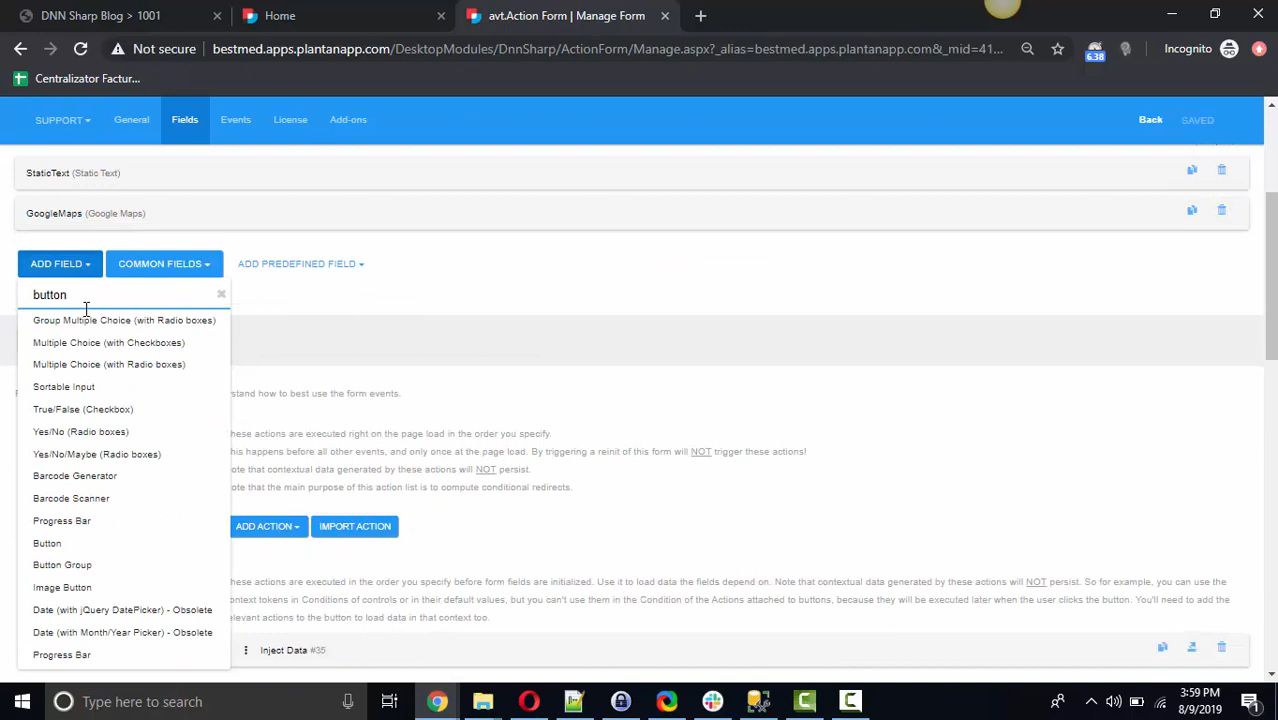 DNN Sharp Blog > 1001
Home
avt.Action Form | Manage Form
Not secure
bestmed.apps.plantanapp.com/DesktopModules/DnnSharp/ActionForm/Manage.aspx?_alias=bestmed.apps.plantanapp.com&_mid=41...
6.38
Incognito
Centralizator Factur...
SUPPORT
General
Fields
Events
License
Add-ons
Back
SAVED
StaticText (Static Text)
GoogleMaps (Google Maps)
ADD FIELD
COMMON FIELDS
ADD PREDEFINED FIELD
button
Group Multiple Choice (with Radio boxes)
Multiple Choice (with Checkboxes)
Multiple Choice (with Radio boxes)
Sortable Input
True/False (Checkbox)
Yes/No (Radio boxes)
Yes/No/Maybe (Radio boxes)
Barcode Generator
Barcode Scanner
Progress Bar
Button
Button Group
Image Button
Date (with jQuery DatePicker) - Obsolete
Date (with Month/Year Picker) - Obsolete
Progress Bar
stand how to best use the form events.
hese actions are executed right on the page load in the order you specify.
his happens before all other events, and only once at the page load. By triggering a reinit of this form will NOT trigger these actions!
ote that contextual data generated by these actions will NOT persist.
ote that the main purpose of this action list is to compute conditional redirects.
ADD ACTION
IMPORT ACTION
hese actions are executed in the order you specify before form fields are initialized. Use it to load data the fields depend on. Note that contextual data generated by these actions will NOT persist. So for example, you can use the
ontext tokens in Conditions of controls or in their default values, but you can't use them in the Condition of the Actions attached to buttons, because they will be executed later when the user clicks the button. You'll need to add the
elevant actions to the button to load data in that context too.
Inject Data #35
Type here to search
3:59 PM
8/9/2019
1